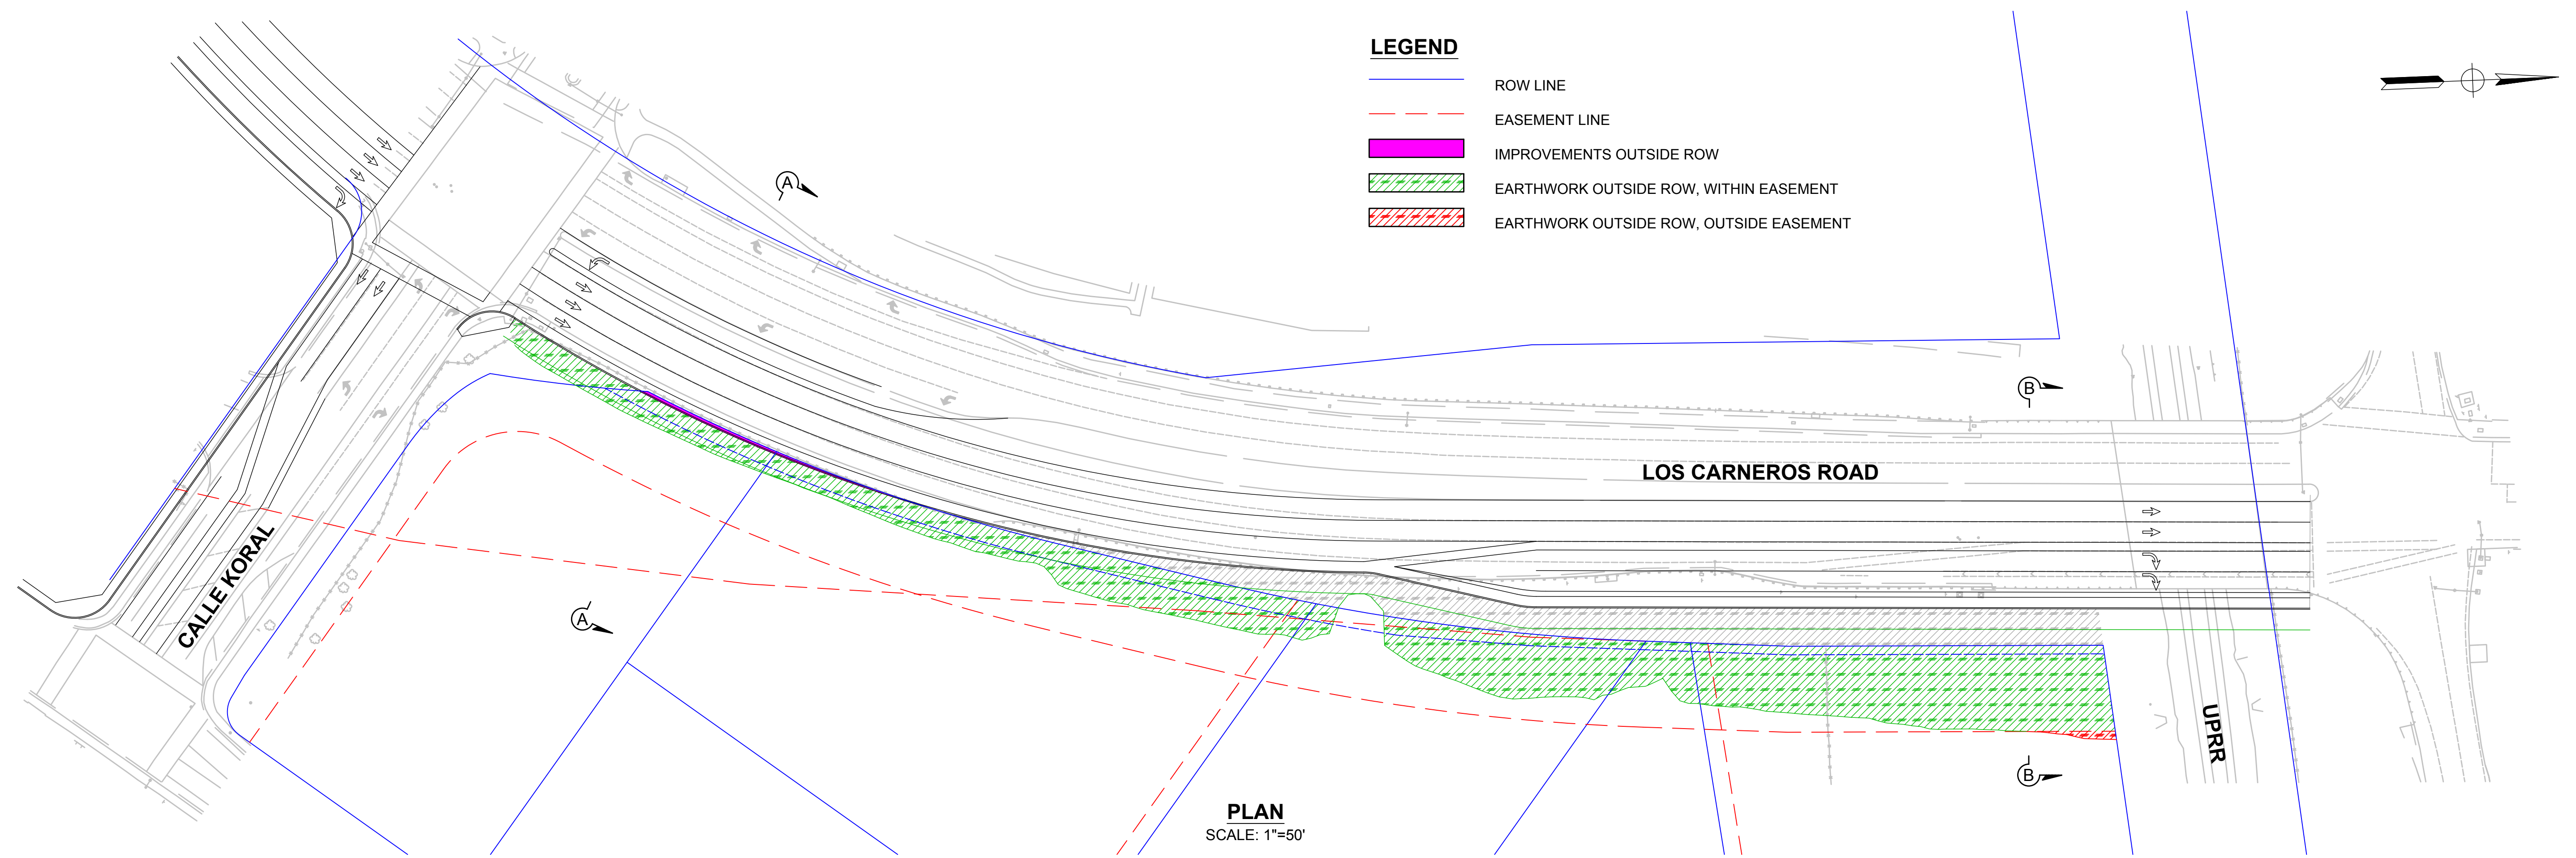 LEGEND
ROW LINE
EASEMENT LINE
IMPROVEMENTS OUTSIDE ROW
EARTHWORK OUTSIDE ROW, WITHIN EASEMENT
EARTHWORK OUTSIDE ROW, OUTSIDE EASEMENT
A
B
LOS CARNEROS ROAD
CALLE KORAL
A
UPRR
B
PLAN
SCALE: 1"=50'